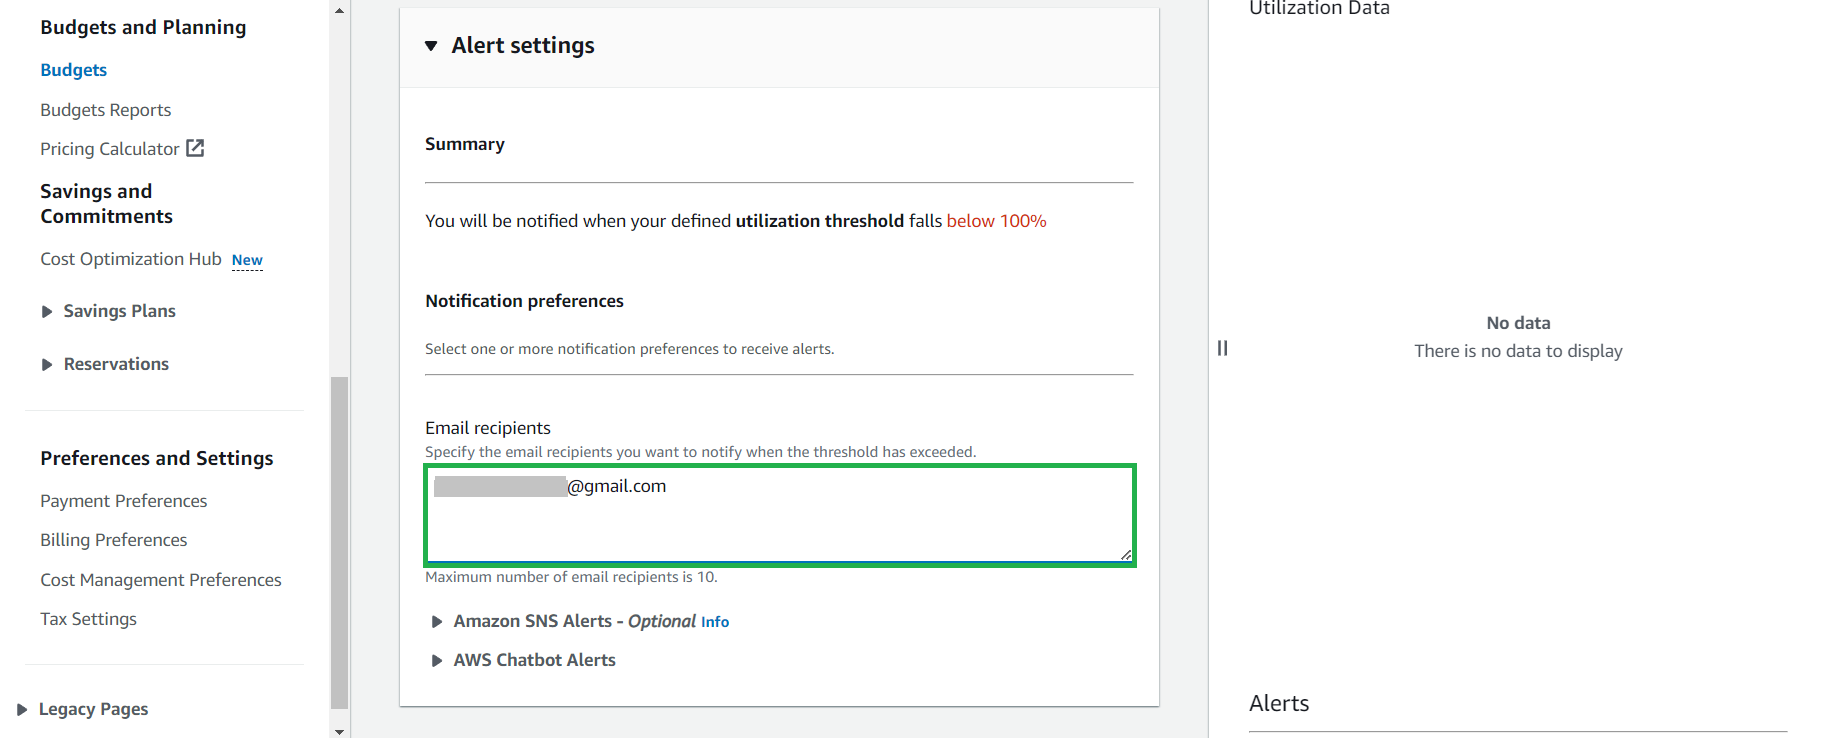 Budgets and Planning
Budgets
Budgets Reports
Pricing Calculator
Savings and
Commitments
Cost Optimization Hub New
Savings Plans
Reservations
Preferences and Settings
Payment Preferences
Billing Preferences
Cost Management Preferences
Tax Settings
Legacy Pages
Alert settings
Summary
You will be notified when your defined utilization threshold falls below 100%
Notification preferences
Select one or more notification preferences to receive alerts.
Email recipients
Specify the email recipients you want to notify when the threshold has exceeded.
@gmail.com
Maximum number of email recipients is 10.
Amazon SNS Alerts - Optional Info
AWS Chatbot Alerts
Utilization Data
No data
There is no data to display
Alerts